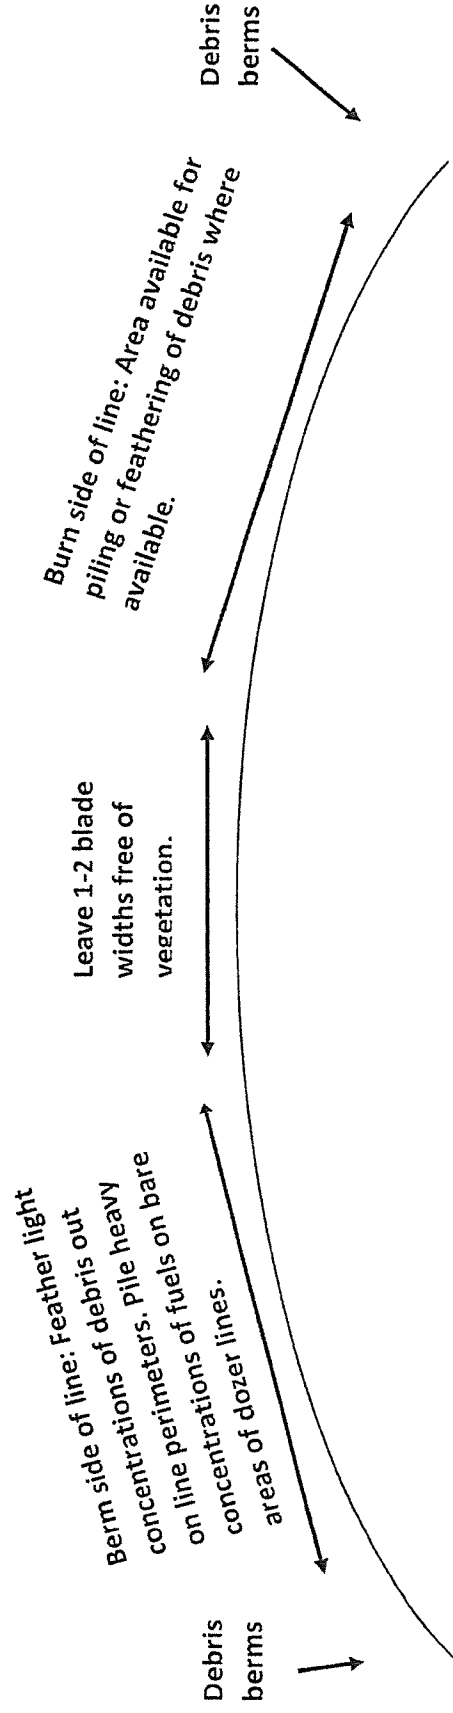 Debris
berms
Berm side of line: Feather light
concentrations of debris out
on line perimeters. Pile heavy
concentrations of fuels on bare
areas of dozer lines.
Leave 1-2 blade
widths free of
vegetation.
Burn side of line: Area available for
piling or feathering of debris where
available.
Debris
berms